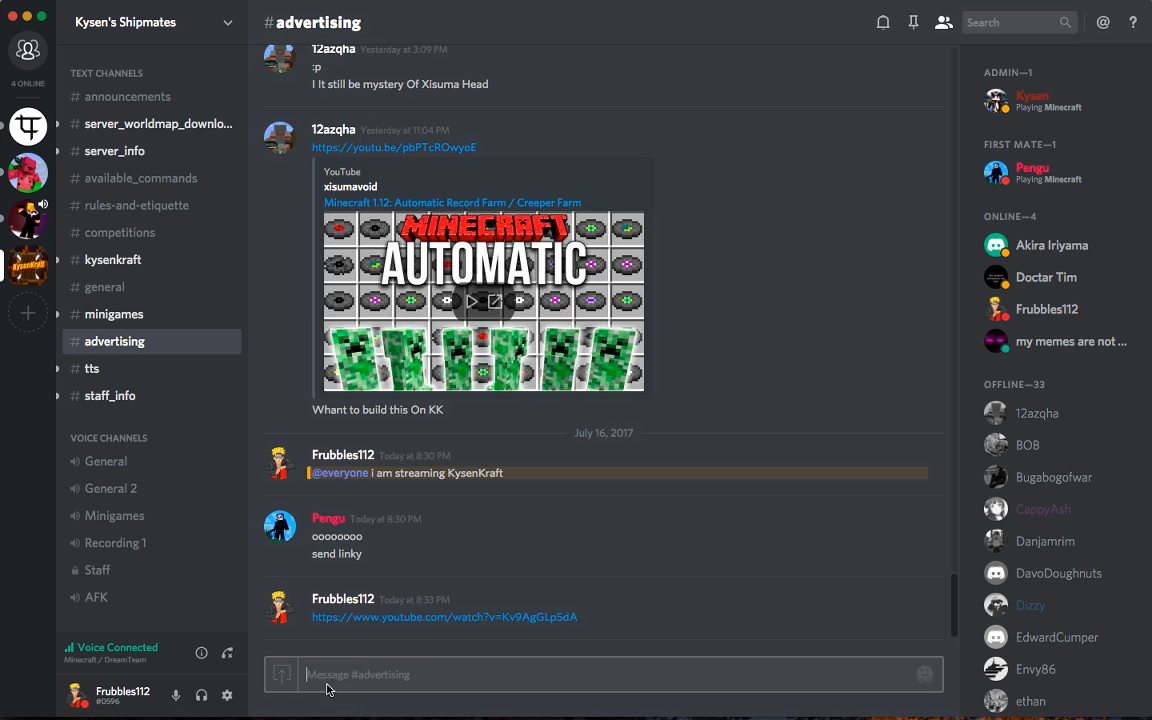 Kysen's Shipmates
4 ONLINE
TF
KYSENKRAFT
TEXT CHANNELS
# announcements
# server_worldmap_downlo...
# server_info
# available_commands
# rules-and-etiquette
# competitions
# kysenkraft
# general
# minigames
# advertising
# tts
# staff_info
VOICE CHANNELS
General
General 2
Minigames
Recording 1
Staff
AFK
Voice Connected
Minecraft / DreamTeam
Frubbles112
#0596
#advertising
Search
@
?
12azqha Yesterday at 3:09 PM
:p
I It still be mystery Of Xisuma Head
12azqha Yesterday at 11:04 PM
https://youtu.be/pbPTcROwyoE
YouTube
xisumavoid
Minecraft 1.12: Automatic Record Farm / Creeper Farm
MINECRAFT
AUTOMATIC
Whant to build this On KK
July 16, 2017
Frubbles112 Today at 8:30 PM
@everyone i am streaming KysenKraft
Pengu Today at 8:30 PM
oooooooo
send linky
Frubbles112 Today at 8:33 PM
https://www.youtube.com/watch?v=Kv9AgGLp5dA
Message #advertising
ADMIN—1
Kysen
Playing Minecraft
FIRST MATE—1
Pengu
Playing Minecraft
ONLINE—4
Akira Iriyama
Doctar Tim
Frubbles112
my memes are not ...
OFFLINE—33
12azqha
BOB
Bugabogofwar
CappyAsh
Danjamrim
DavoDoughnuts
Dizzy
EdwardCumper
Envy86
ethan